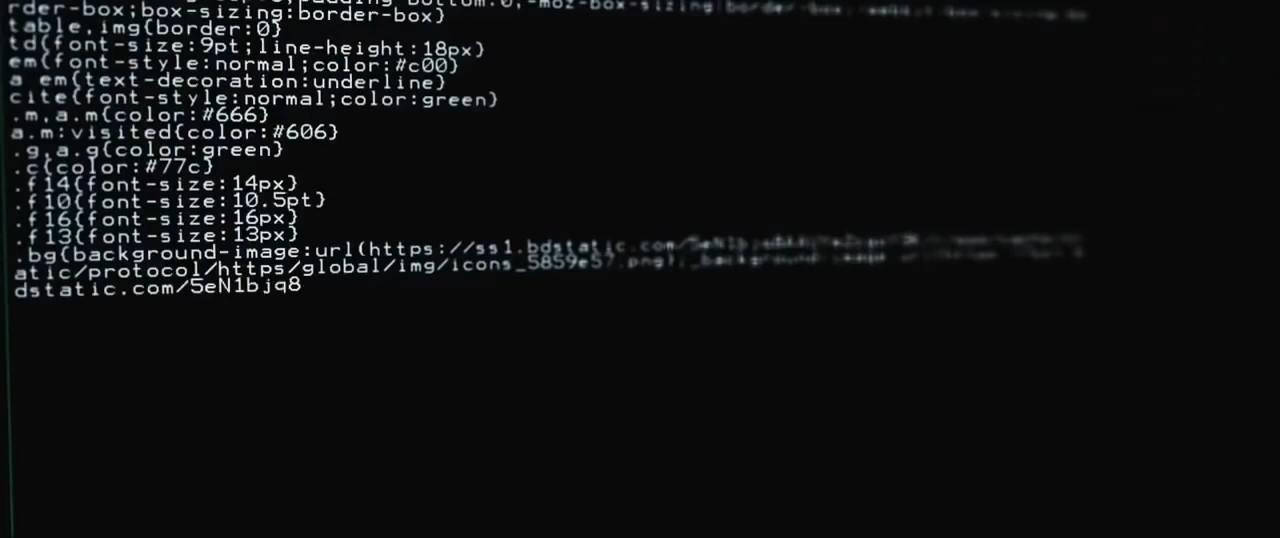 rder-box;box-sizing:border-box}
table,img{border:0}
td{font-size:9pt;line-height:18px}
em{font-style:normal;color:#c00}
a em{text-decoration:underline}
cite{font-style:normal;color:green}
.m,a.m{color:#666}
a.m:visited{color:#606}
.g,a.g{color:green}
.c{color:#77c}
.f14{font-size:14px}
.f10{font-size:10.5pt}
.f16{font-size:16px}
.f13{font-size:13px}
.bg{background-image:url(https://ss1.bdstatic.com/5eN1b
atic/protocol/https/global/img/icons_5859e57.png);_background
dstatic.com/5eN1bjq8